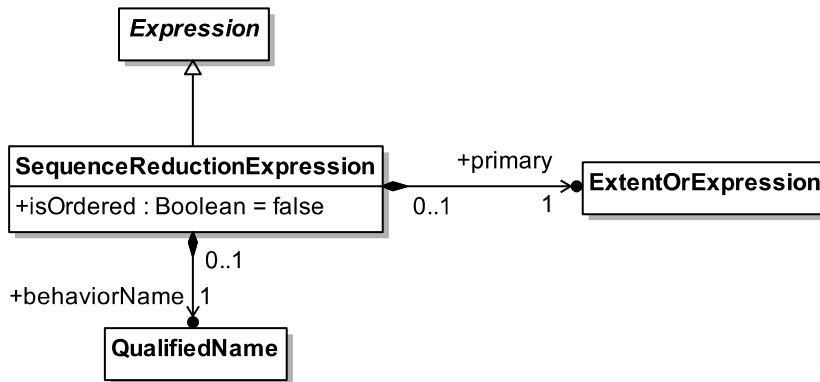 Expression
SequenceReductionExpression
+isOrdered : Boolean = false
+primary
0..1
1
ExtentOrExpression
0..1
+behaviorName
1
QualifiedName